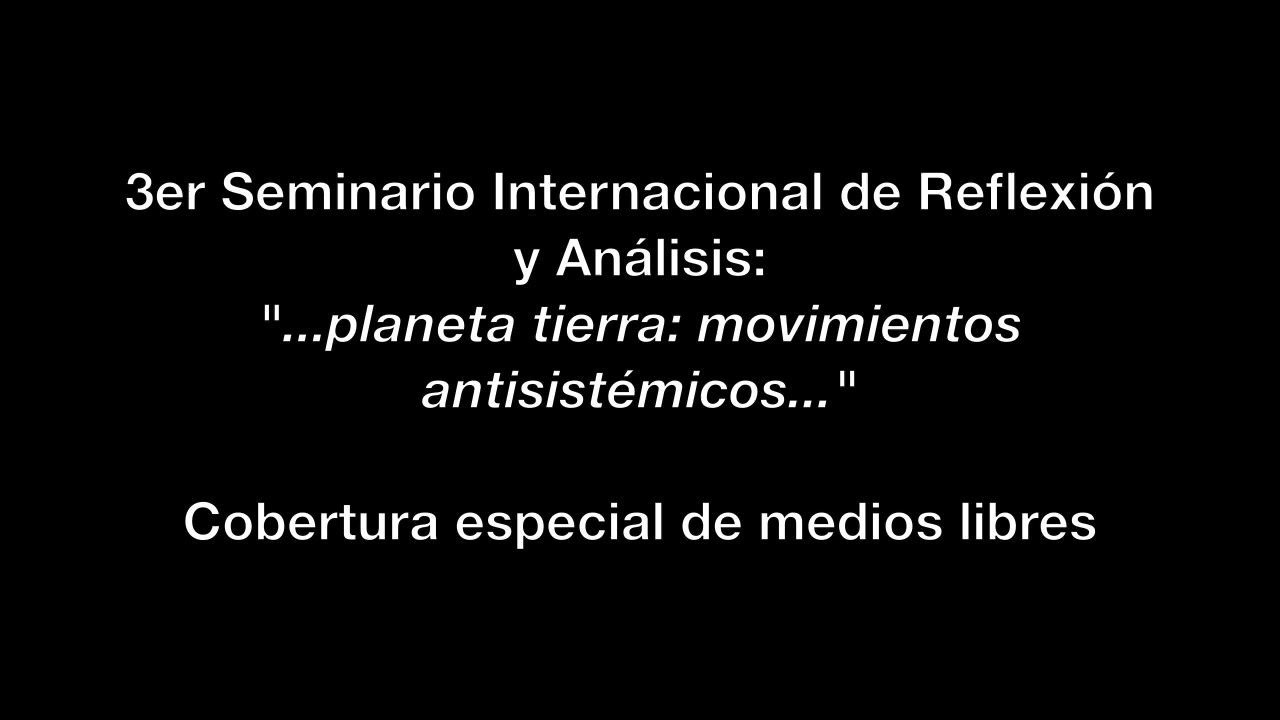 3er Seminario Internacional de Reflexión
y Análisis:
"...planeta tierra: movimientos
antisistémicos..."
Cobertura especial de medios libres